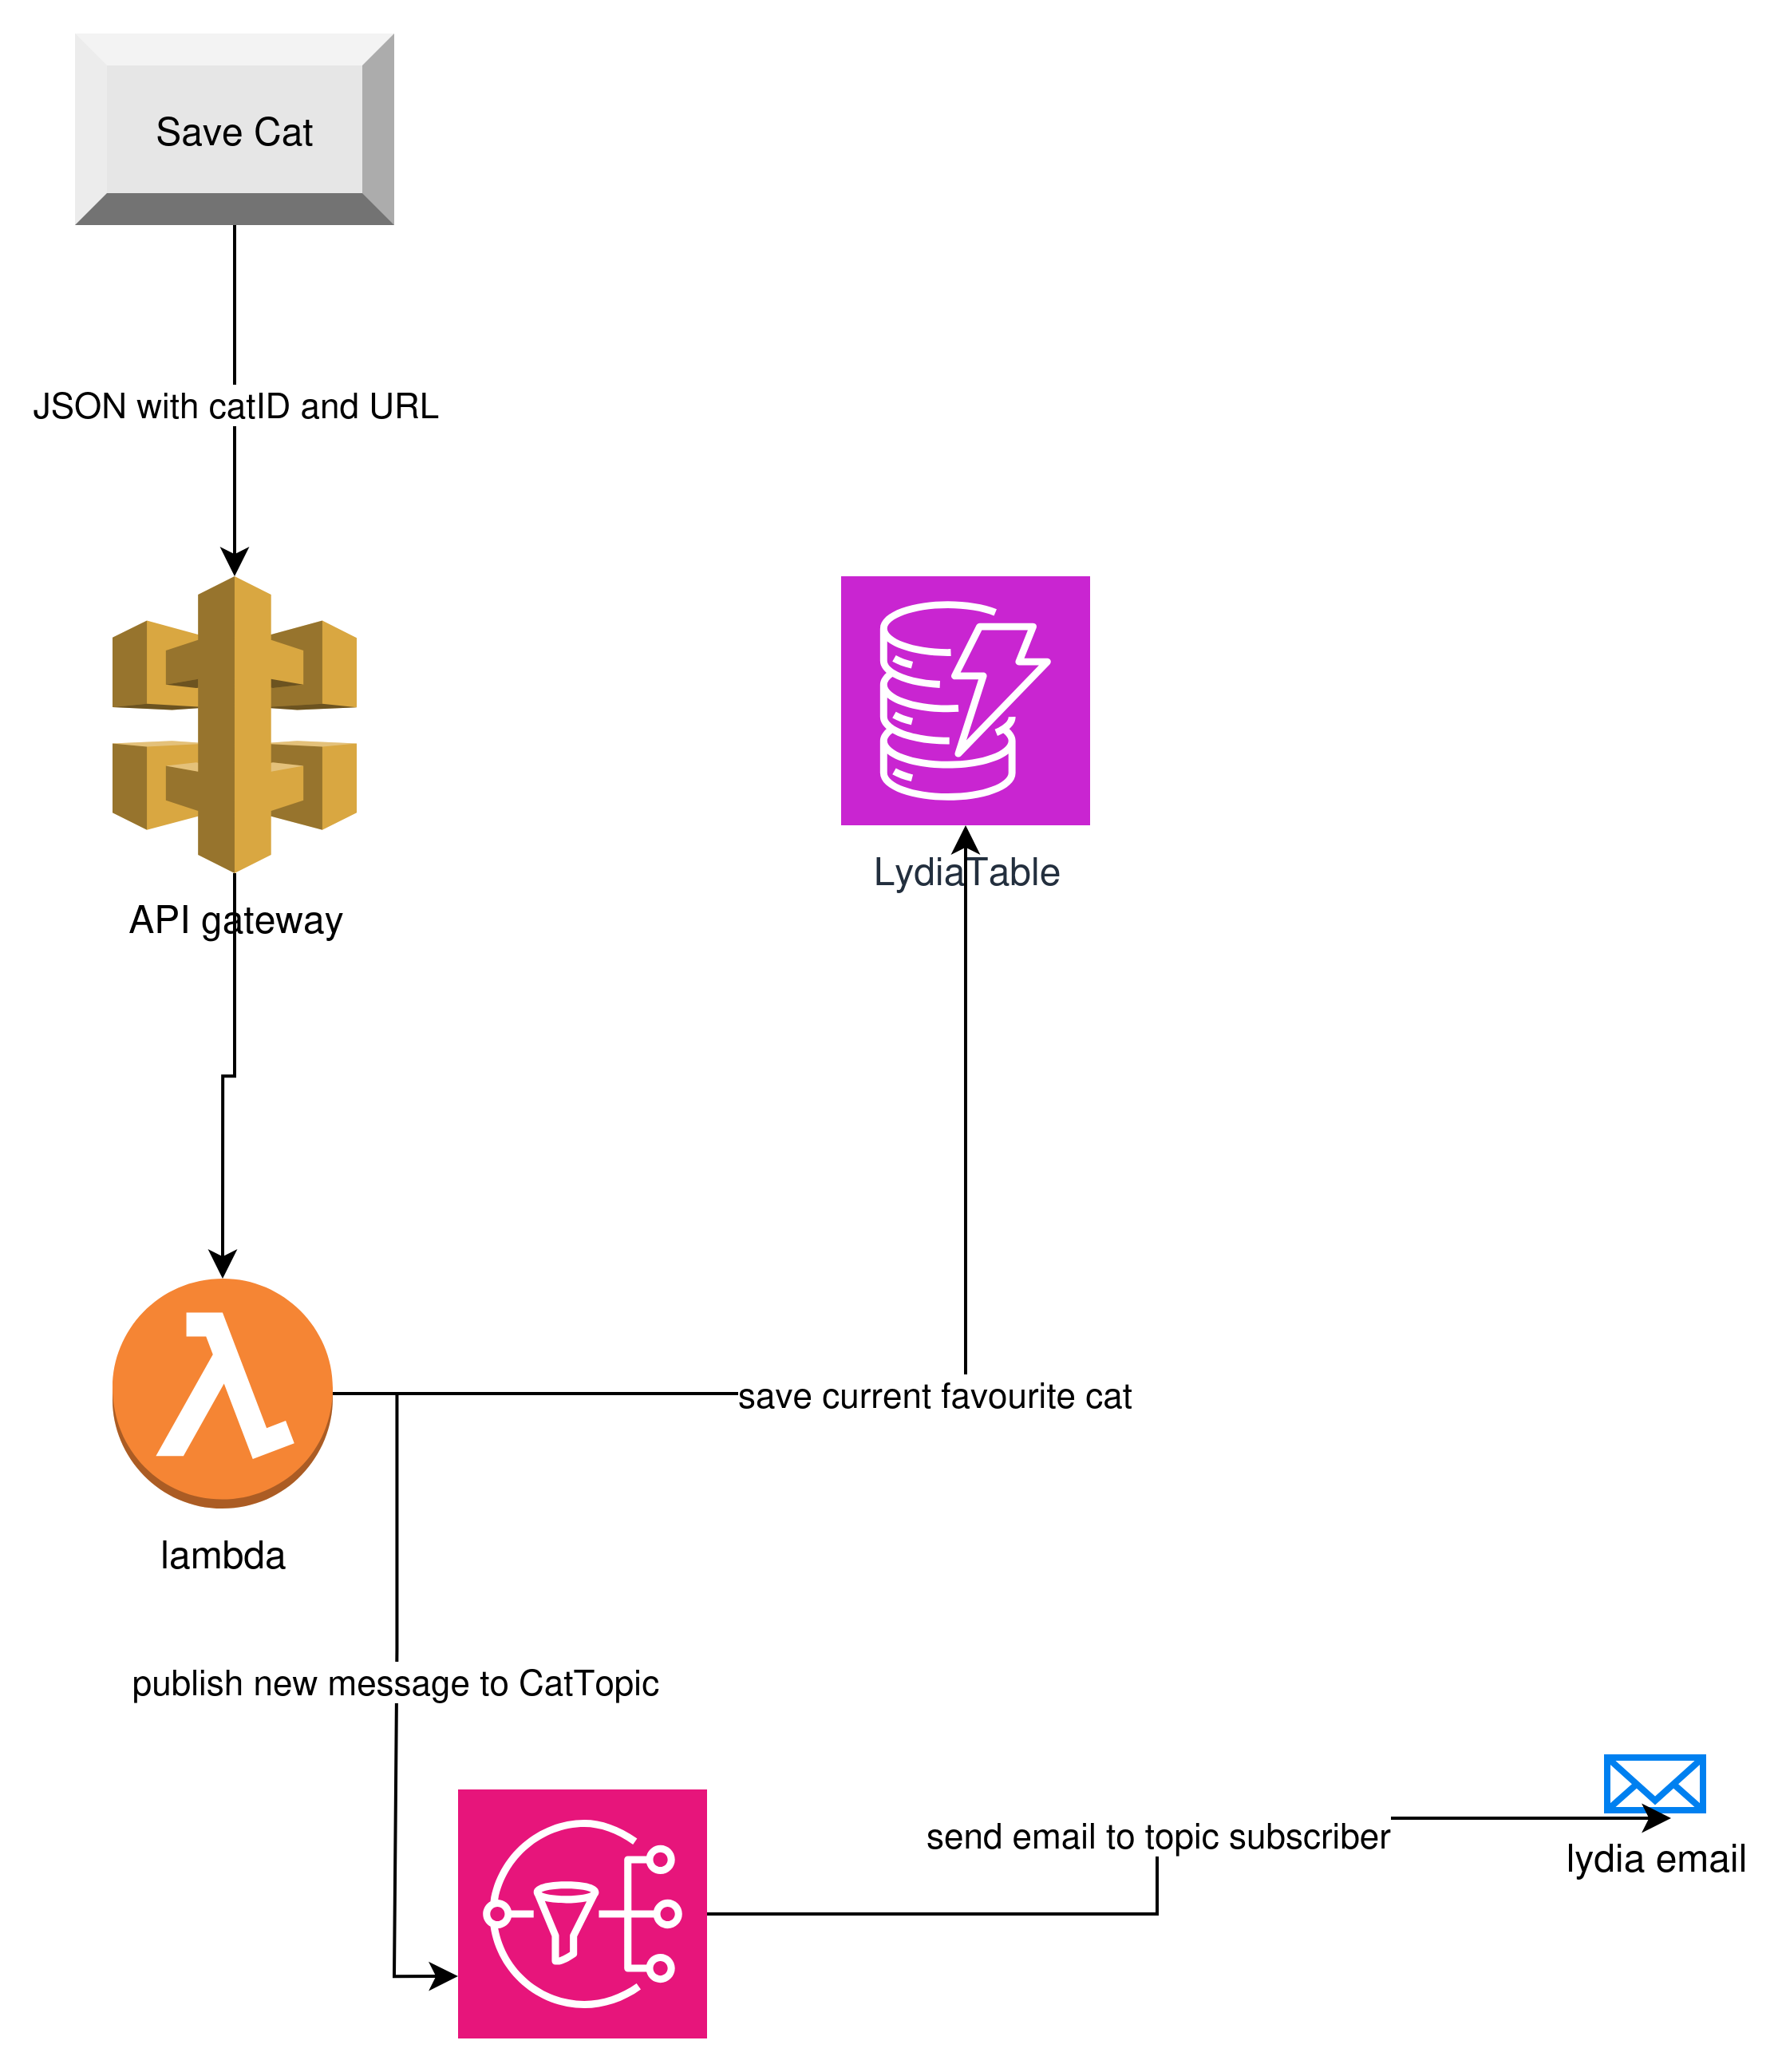 Save Cat
JSON with catID and URL
LydiaTable
API gateway
save current favourite cat
lambda
publish new message to CatTopic
send email to topic subscriber
lydia email